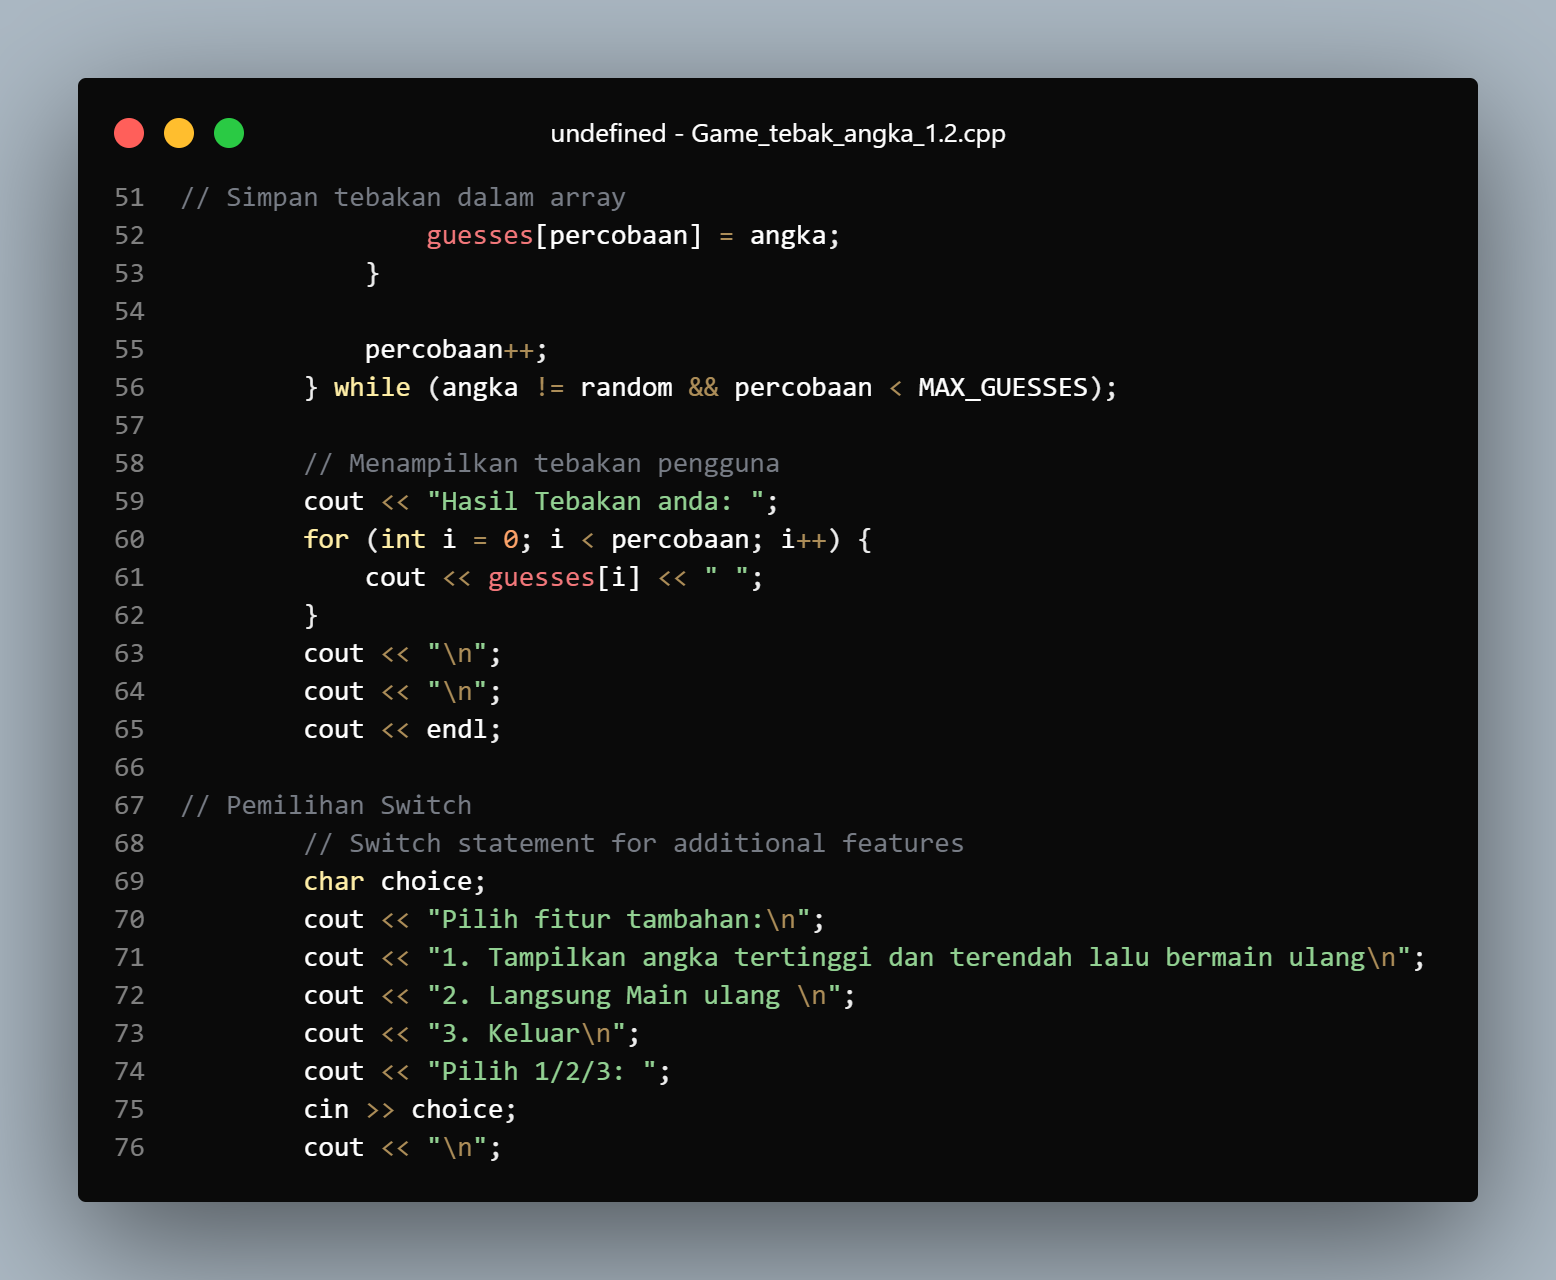 undefined - Game_tebak_angka_1.2.cpp
51 // Simpan tebakan dalam array
52                 guesses[percobaan] = angka;
53             }
54
55             percobaan++;
56         } while (angka != random && percobaan < MAX_GUESSES);
57
58         // Menampilkan tebakan pengguna
59         cout << "Hasil Tebakan anda: ";
60         for (int i = 0; i < percobaan; i++) {
61             cout << guesses[i] << " ";
62         }
63         cout << "\n";
64         cout << "\n";
65         cout << endl;
66
67 // Pemilihan Switch
68         // Switch statement for additional features
69         char choice;
70         cout << "Pilih fitur tambahan:\n";
71         cout << "1. Tampilkan angka tertinggi dan terendah lalu bermain ulang\n";
72         cout << "2. Langsung Main ulang \n";
73         cout << "3. Keluar\n";
74         cout << "Pilih 1/2/3: ";
75         cin >> choice;
76         cout << "\n";